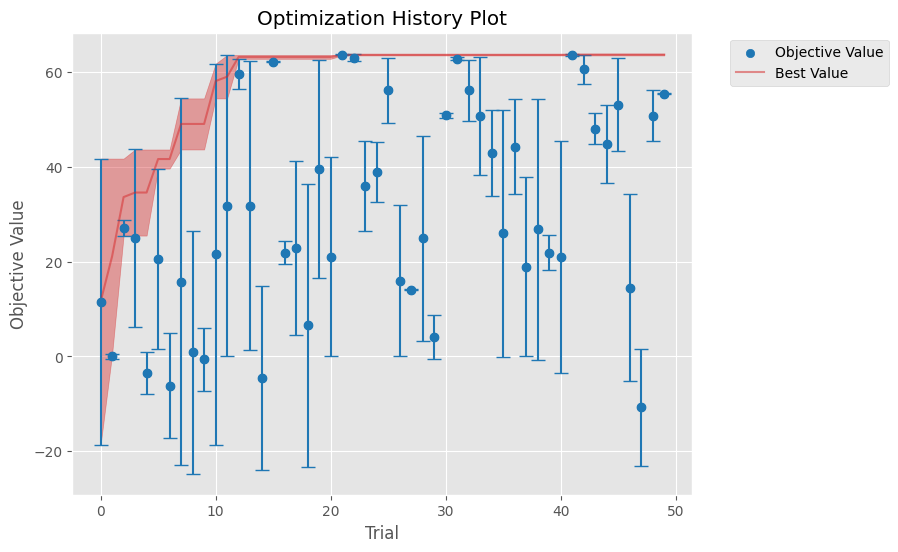 Optimization History Plot
Objective Value
Best Value
60
40
20
0
−20
Objective Value
0 10 20 30 40 50
Trial